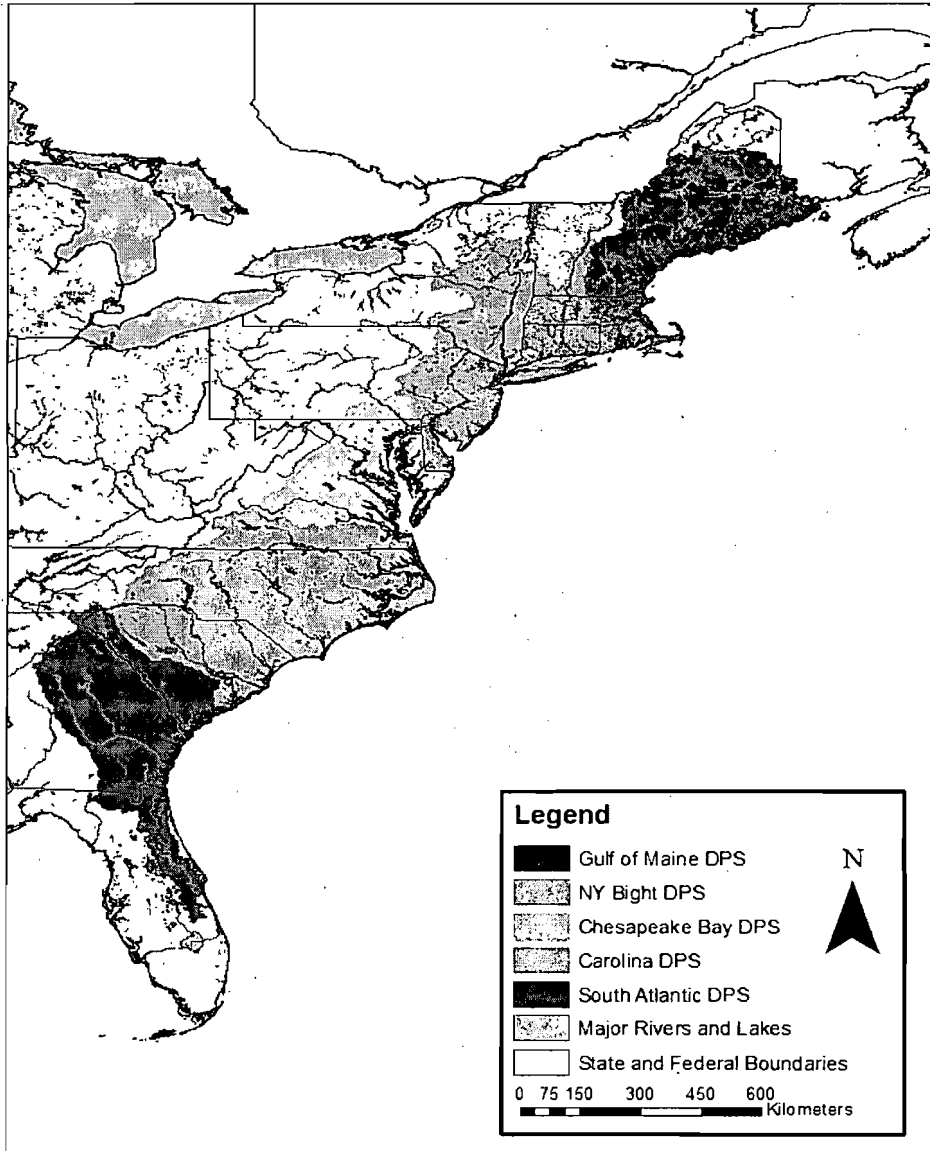 Legend
N
Gulf of Maine DPS
NY Bight DPS
Chesapeake Bay DPS
Carolina DPS
South Atlantic DPS
Major Rivers and Lakes
State and Federal Boundaries
0 75 150 300 450 600
Kilometers